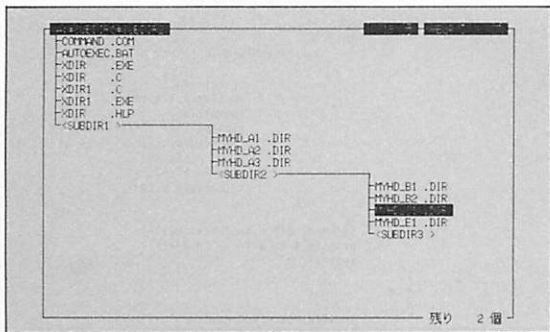 COMMAND .COM
AUTOEXEC.BAT
XDIR .EXE
XDIR .C
XDIR1 .C
XDIR1 .EXE
XDIR .HLP
<SUBDIR1 >
MYHD_A1 .DIR
MYHD_A2 .DIR
MYHD_A3 .DIR
<SUBDIR2 >
MYHD_B1 .DIR
MYHD_B2 .DIR
MYHD_E1 .DIR
<SUBDIR3 >
残り 2 個